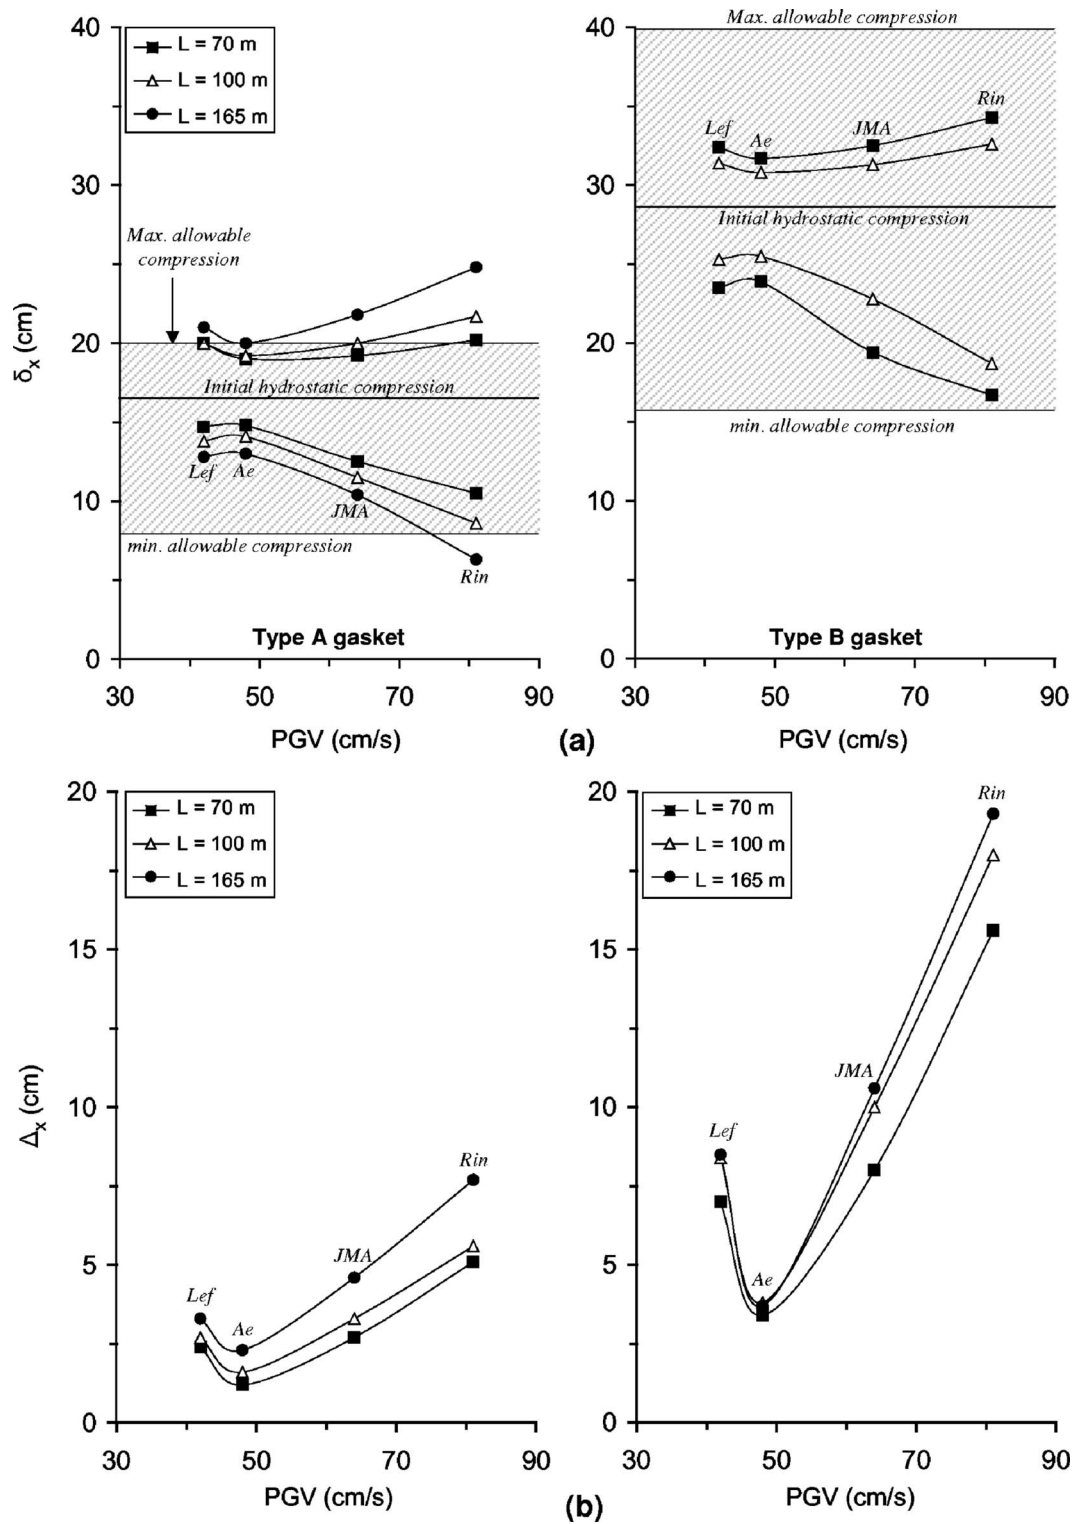 40
30
20
10
0
δx (cm)
L = 70 m
L = 100 m
L = 165 m
Max. allowable
compression
Initial hydrostatic compression
Lef
Ae
JMA
Rin
min. allowable compression
Type A gasket
30
50
70
90
PGV (cm/s)
40
30
20
10
0
Max. allowable compression
Lef
Ae
JMA
Rin
Initial hydrostatic compression
min. allowable compression
Type B gasket
30
50
70
90
PGV (cm/s)
(a)
20
15
10
5
0
Δx (cm)
L = 70 m
L = 100 m
L = 165 m
Lef
Ae
JMA
Rin
30
50
70
90
PGV (cm/s)
20
15
10
5
0
L = 70 m
L = 100 m
L = 165 m
Lef
Ae
JMA
Rin
30
50
70
90
PGV (cm/s)
(b)